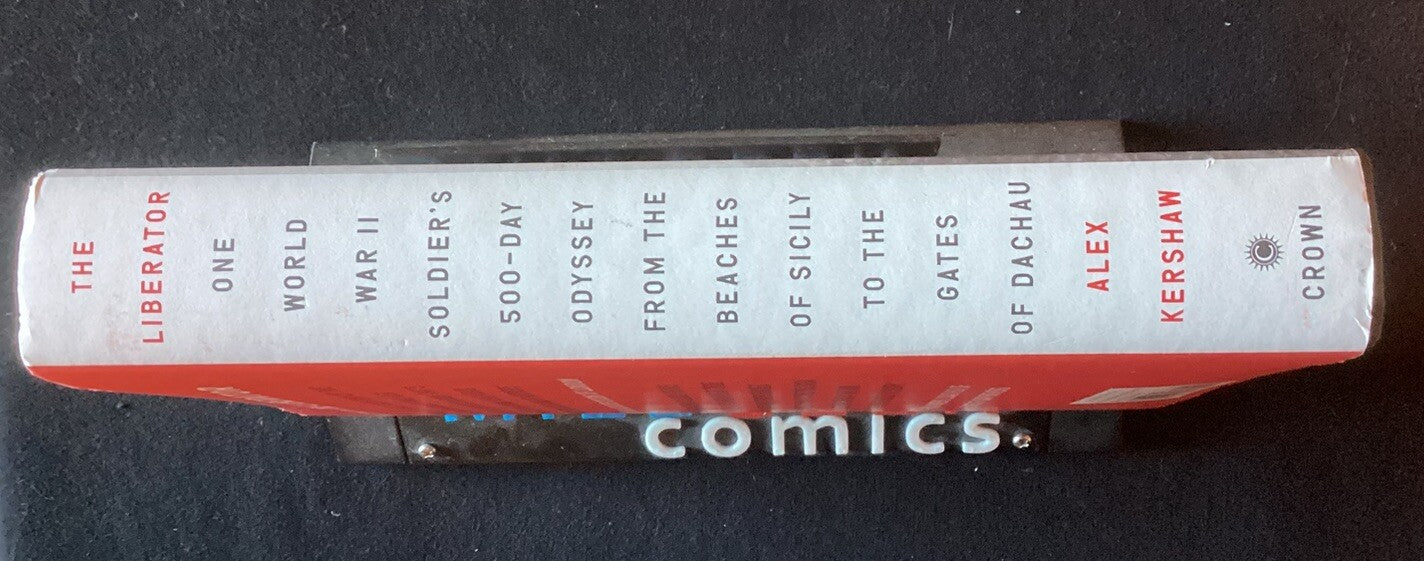 THE
LIBERATOR
ONE
WORLD
WAR II
SOLDIER'S
500-DAY
ODYSSEY
FROM THE
BEACHES
OF SICILY
TO THE
GATES
OF DACHAU
ALEX
KERSHAW
CROWN
comics